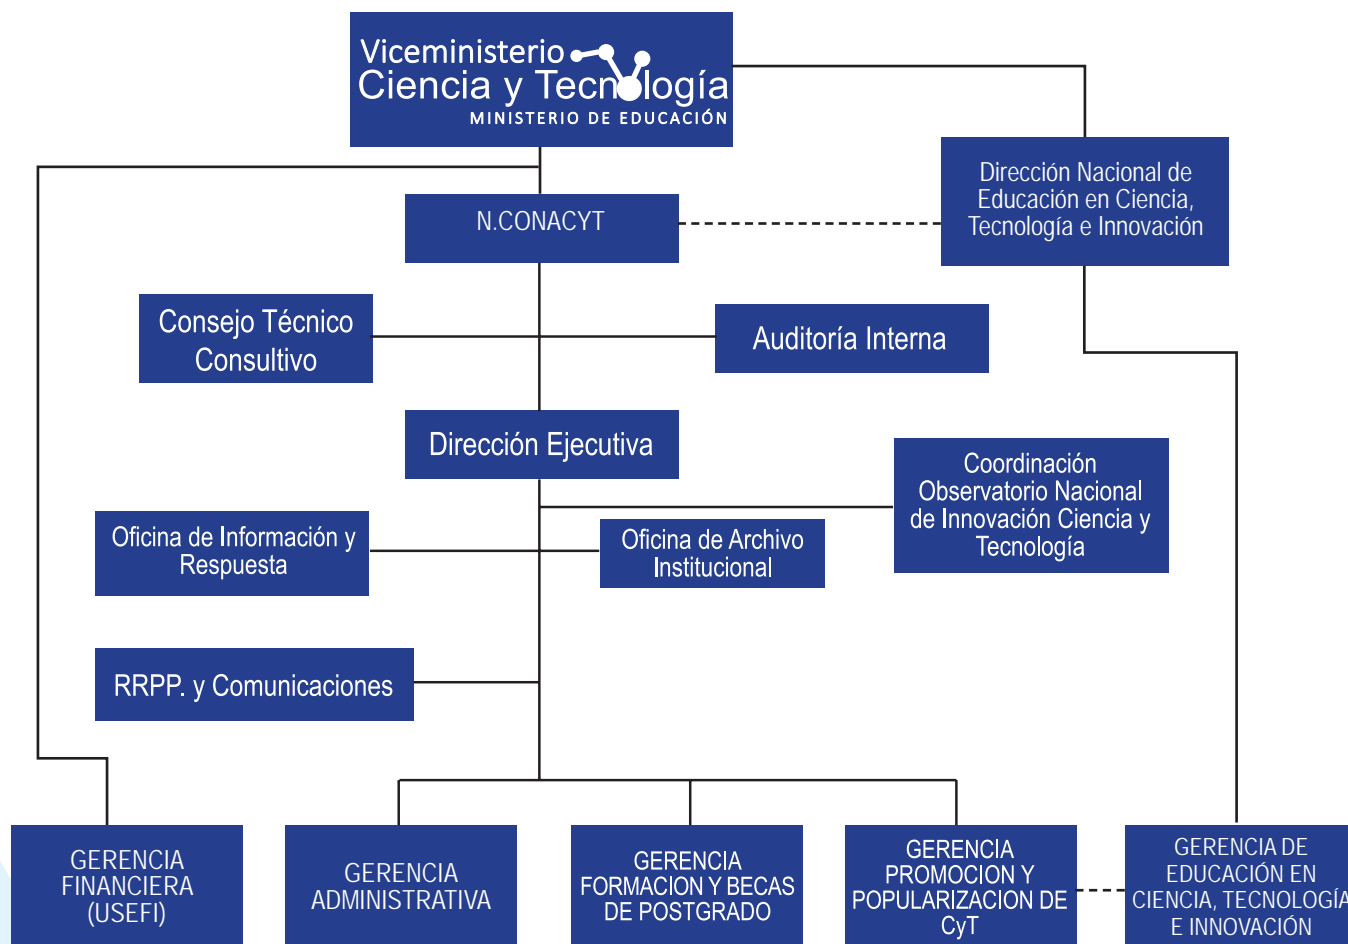 Viceministerio
Ciencia y Tecnología
MINISTERIO DE EDUCACIÓN
Dirección Nacional de
Educación en Ciencia,
Tecnología e Innovación
N.CONACYT
Consejo Técnico
Consultivo
Auditoría Interna
Dirección Ejecutiva
Coordinación
Observatorio Nacional
de Innovación Ciencia y
Tecnología
Oficina de Información y
Respuesta
Oficina de Archivo
Institucional
RRPP. y Comunicaciones
GERENCIA
FINANCIERA
(USEFI)
GERENCIA
ADMINISTRATIVA
GERENCIA
FORMACION Y BECAS
DE POSTGRADO
GERENCIA
PROMOCION Y
POPULARIZACION DE
CyT
GERENCIA DE
EDUCACIÓN EN
CIENCIA, TECNOLOGÍA
E INNOVACIÓN